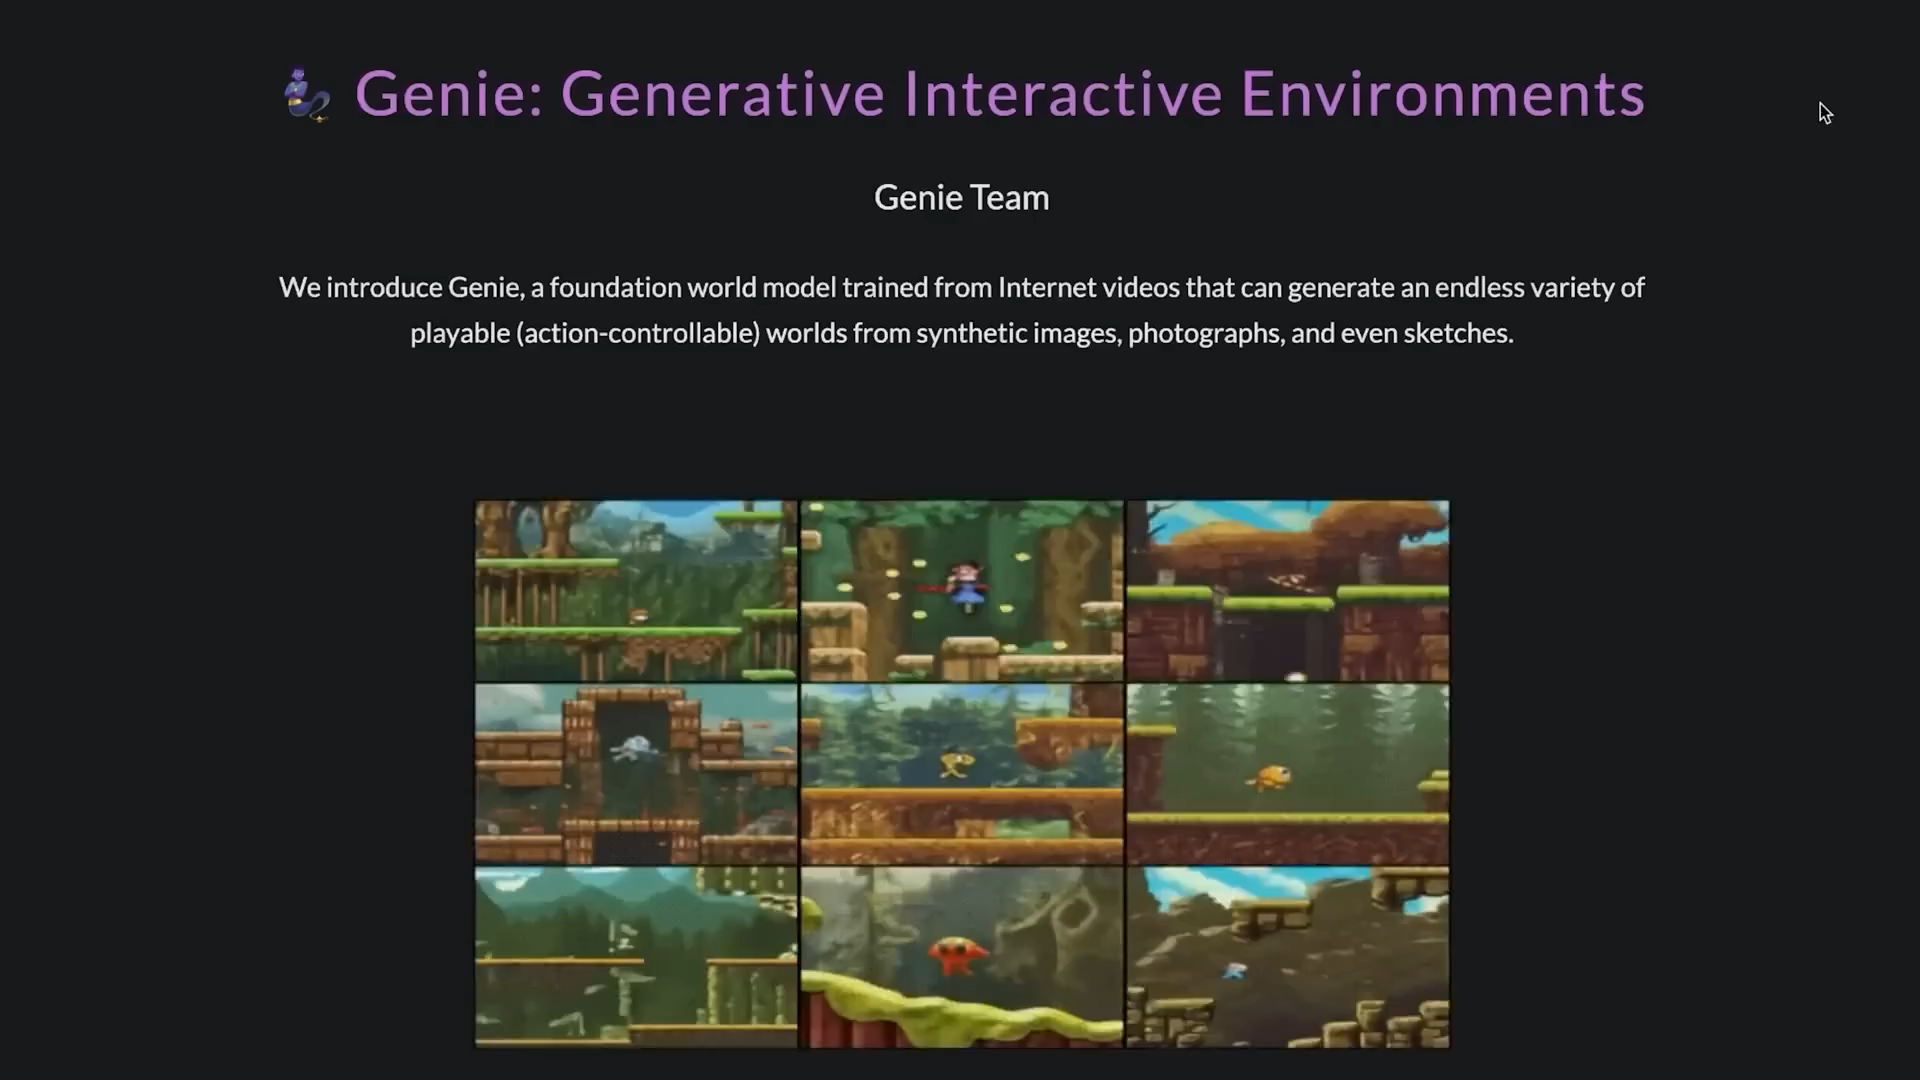 Genie: Generative Interactive Environments
Genie Team
We introduce Genie, a foundation world model trained from Internet videos that can generate an endless variety of
playable (action-controllable) worlds from synthetic images, photographs, and even sketches.